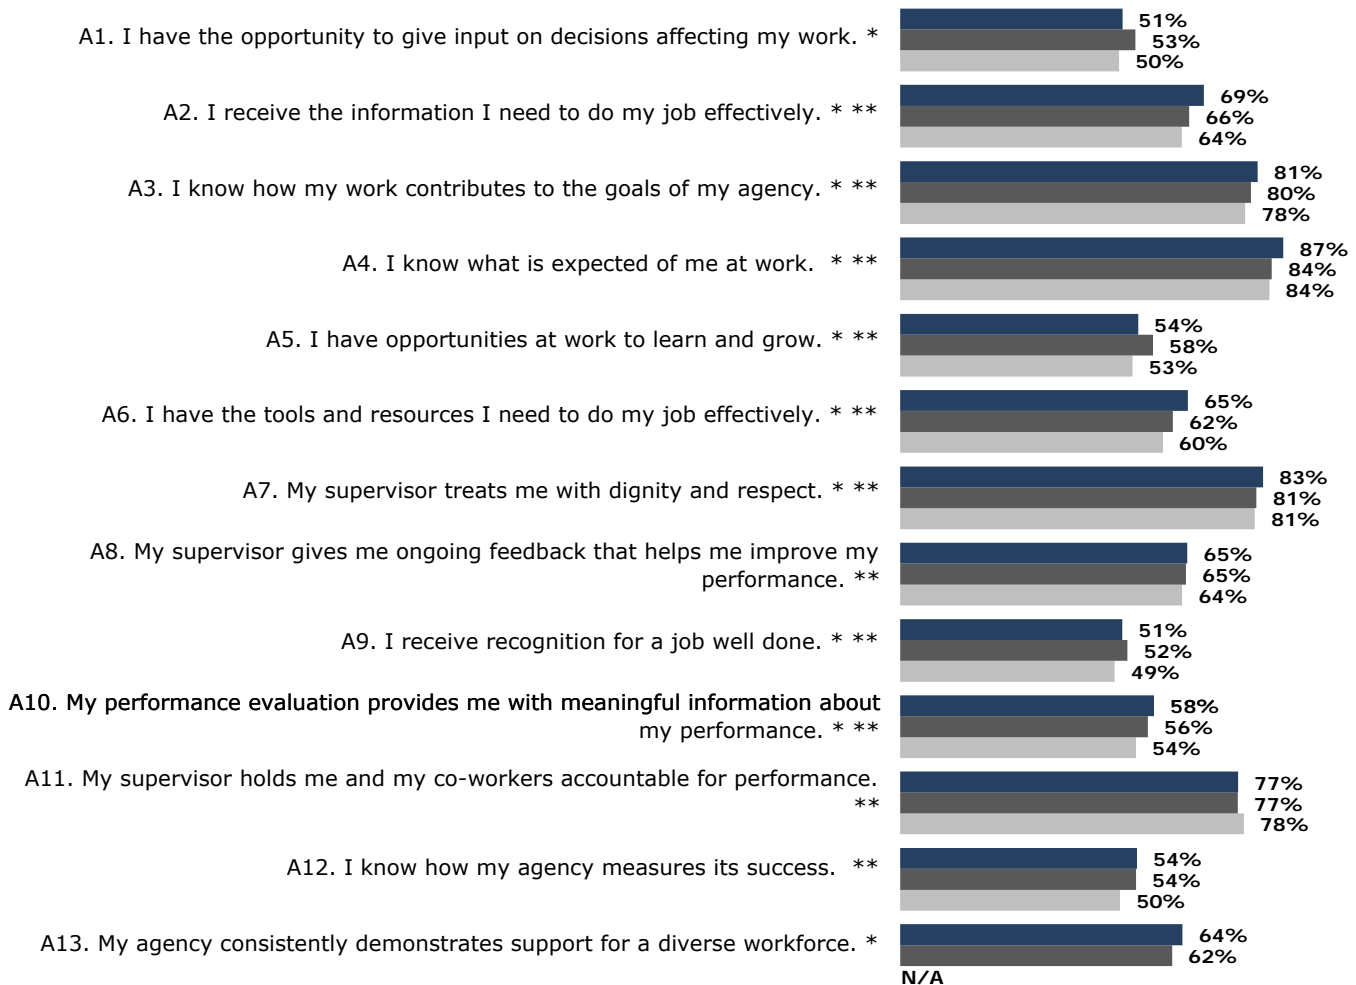 A1. I have the opportunity to give input on decisions affecting my work. *
51%
53%
50%
A2. I receive the information I need to do my job effectively. * **
69%
66%
64%
A3. I know how my work contributes to the goals of my agency. * **
81%
80%
78%
A4. I know what is expected of me at work. * **
87%
84%
84%
A5. I have opportunities at work to learn and grow. * **
54%
58%
53%
A6. I have the tools and resources I need to do my job effectively. * **
65%
62%
60%
A7. My supervisor treats me with dignity and respect. * **
83%
81%
81%
A8. My supervisor gives me ongoing feedback that helps me improve my
performance. **
65%
65%
64%
A9. I receive recognition for a job well done. * **
51%
52%
49%
A10. My performance evaluation provides me with meaningful information about
my performance. * **
58%
56%
54%
A11. My supervisor holds me and my co-workers accountable for performance.
**
77%
77%
78%
A12. I know how my agency measures its success. **
54%
54%
50%
A13. My agency consistently demonstrates support for a diverse workforce. *
64%
62%
N/A